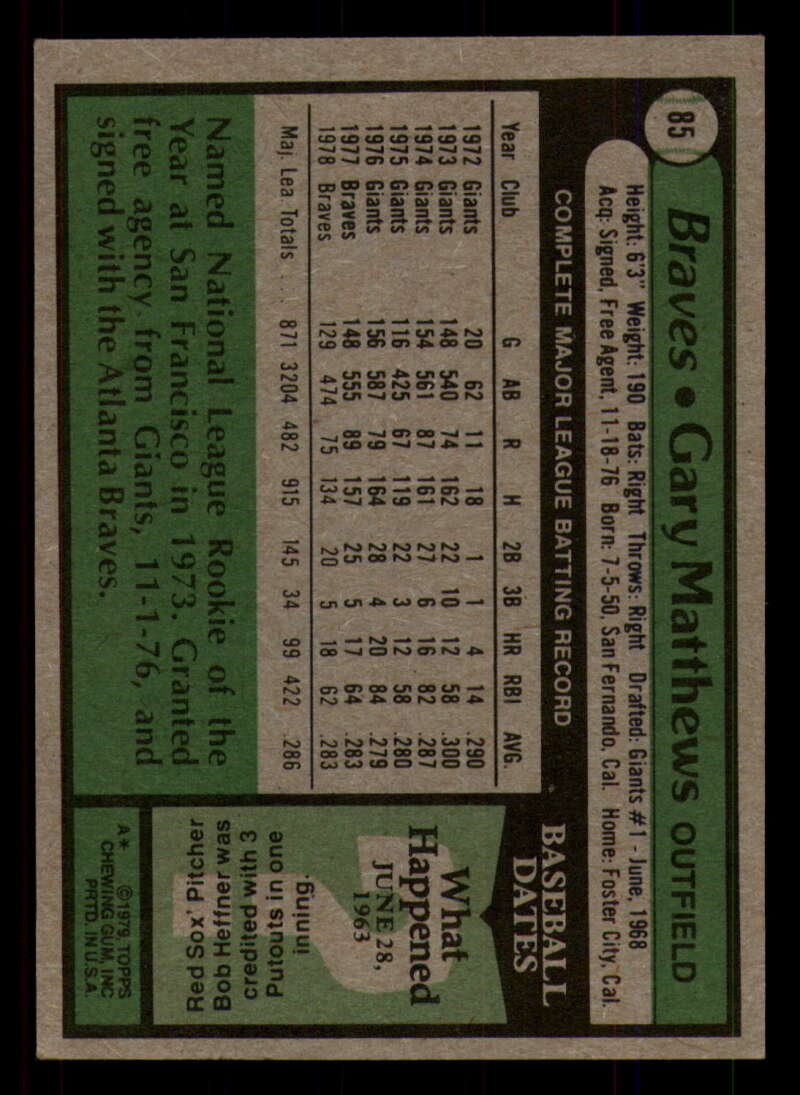 85
Braves • Gary Matthews OUTFIELD
Height: 6'3" Weight: 190 Bats: Right Throws: Right Drafted: Giants #1 - June, 1968
Acq: Signed, Free Agent, 11-18-76 Born: 7-5-50, San Fernando, Cal. Home: Foster City, Cal.
COMPLETE MAJOR LEAGUE BATTING RECORD
Year Club G AB R H 2B 3B HR RBI AVG.
1972 Giants 20 62 11 18 1 1 4 14 .290
1973 Giants 148 540 74 162 22 10 12 58 .300
1974 Giants 154 561 87 161 27 6 16 82 .287
1975 Giants 116 425 67 119 22 3 12 58 .280
1976 Giants 156 587 79 164 28 4 20 84 .279
1977 Braves 148 555 89 157 25 5 17 64 .283
1978 Braves 129 474 75 134 20 5 18 62 .283
Maj. Lea Totals ... 871 3204 482 915 145 34 99 422 .286
Named National League Rookie of the
Year at San Francisco in 1973. Granted
free agency from Giants, 11-1-76, and
signed with the Atlanta Braves.
BASEBALL
DATES
What
Happened
JUNE 28,
1963
Red Sox' Pitcher
Bob Heffner was
credited with 3
Putouts in one
inning.
A* ©1979, TOPPS
CHEWING GUM, INC
PRTD. IN U.S.A.